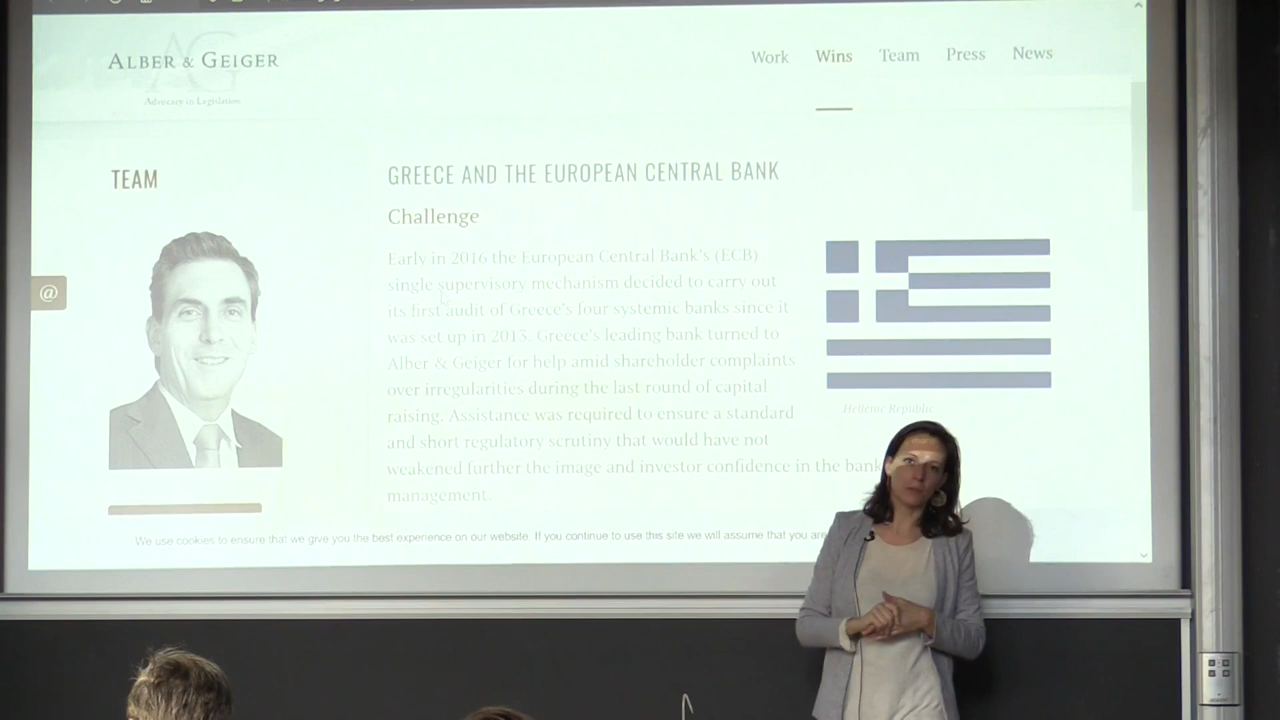 ALBER & GEIGER
Advocacy in Legislation
Work Wins Team Press News
TEAM
@
GREECE AND THE EUROPEAN CENTRAL BANK
Challenge
Early in 2016 the European Central Bank's (ECB)
single supervisory mechanism decided to carry out
its first audit of Greece's four systemic banks since it
was set up in 2013. Greece's leading bank turned to
Alber & Geiger for help amid shareholder complaints
over irregularities during the last round of capital
raising. Assistance was required to ensure a standard
and short regulatory scrutiny that would have not
weakened further the image and investor confidence in the bank
management.
Hellenic Republic
We use cookies to ensure that we give you the best experience on our website. If you continue to use this site we will assume that you are